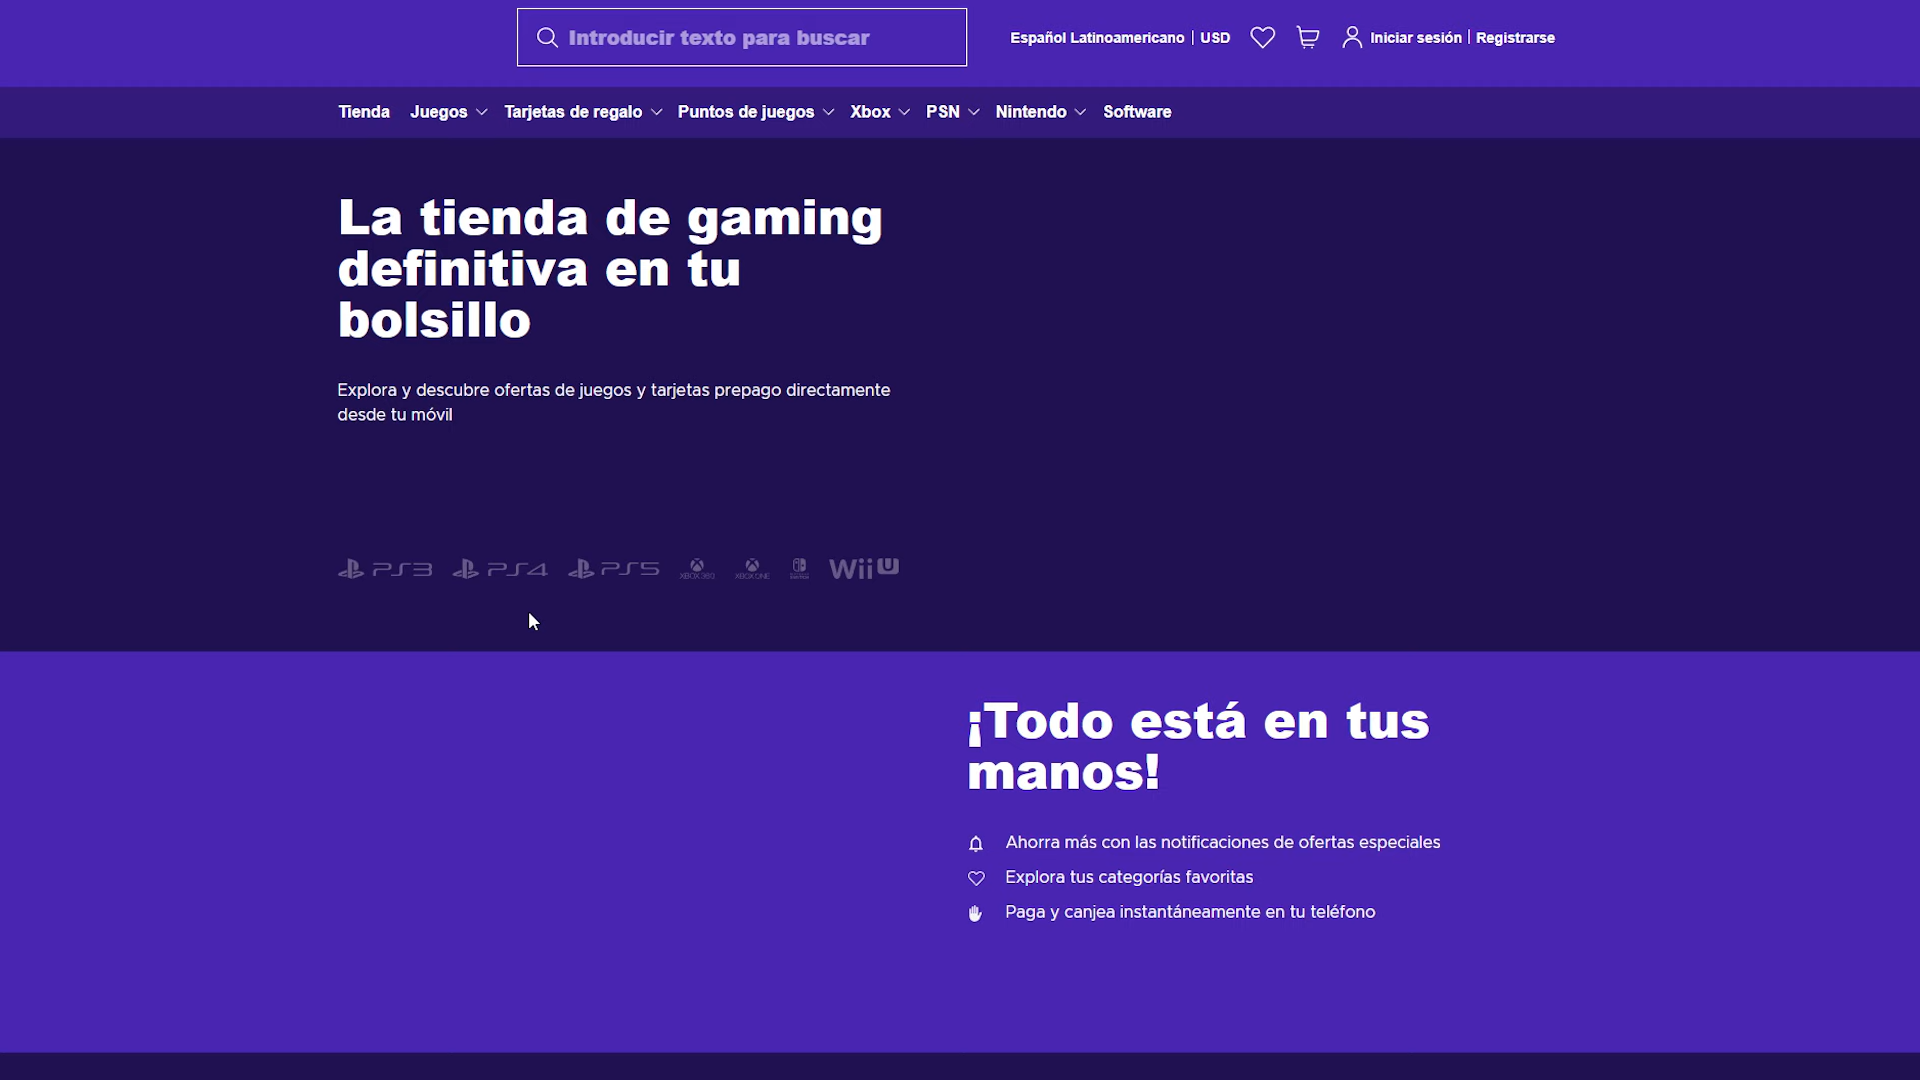 Introducir texto para buscar
Español Latinoamericano | USD
Iniciar sesión | Registrarse
Tienda Juegos Tarjetas de regalo Puntos de juegos Xbox PSN Nintendo Software
La tienda de gaming
definitiva en tu
bolsillo
Explora y descubre ofertas de juegos y tarjetas prepago directamente
desde tu móvil
PS3 PS4 PS5 XBOX 360 XBOX ONE WiiU
¡Todo está en tus
manos!
Ahorra más con las notificaciones de ofertas especiales
Explora tus categorías favoritas
Paga y canjea instantáneamente en tu teléfono